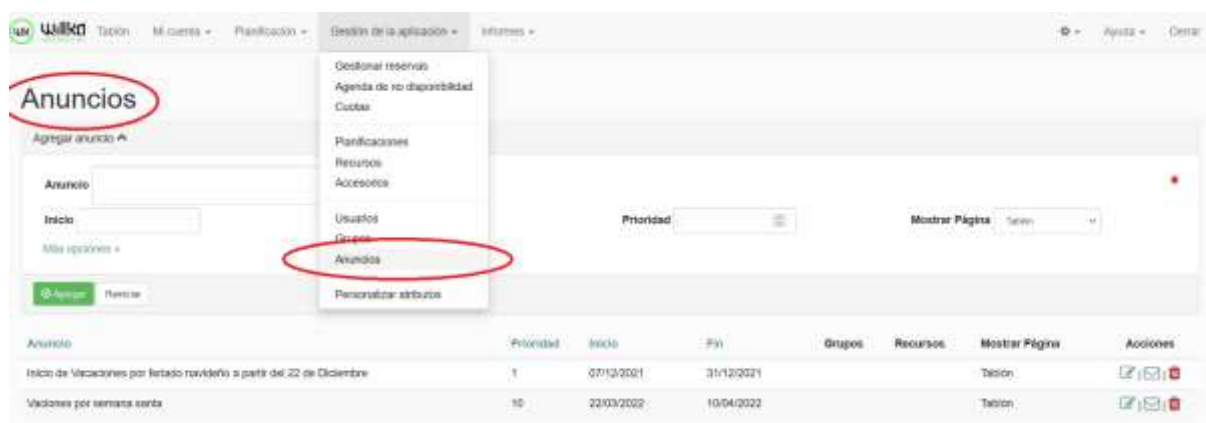 Willka Tablón Mi cuenta Planificación Gestión de la aplicación Informes Ayuda Cerrar
Gestionar reservas
Agenda de no disponibilidad
Cuotas
Planificaciones
Recursos
Accesorios
Usuarios
Grupos
Anuncios
Personalizar atributos
Anuncios
Agregar anuncio
Anuncio
Inicio Prioridad Mostrar Página Tablón
Más opciones »
Agregar Reiniciar
Anuncio Prioridad Inicio Fin Grupos Recursos Mostrar Página Acciones
Inicio de Vacaciones por feriado navideño a partir del 22 de Diciembre 1 07/12/2021 31/12/2021 Tablón
Vaciones por semana santa 10 22/03/2022 10/04/2022 Tablón